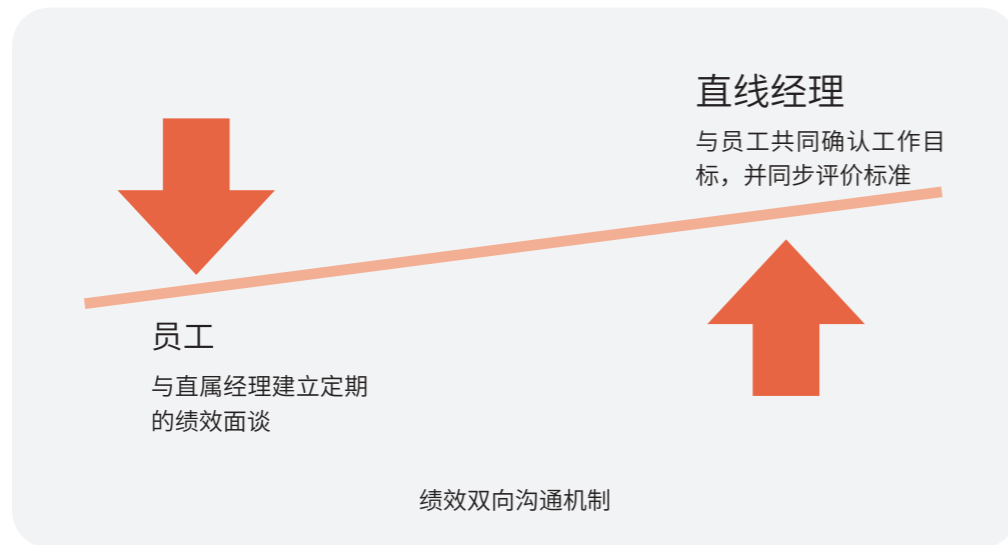 直线经理
与员工共同确认工作目
标，并同步评价标准
员工
与直属经理建立定期
的绩效面谈
绩效双向沟通机制